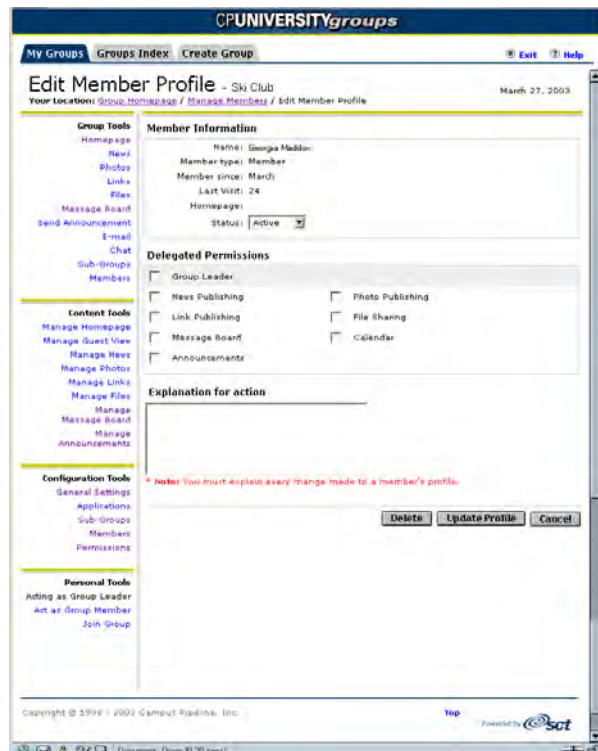 CPUNIVERSITYgroups
My Groups Groups Index Create Group Exit Help
Edit Member Profile - Ski Club March 27, 2003
Your Location: Group Homepage / Manage Members / Edit Member Profile
Group Tools
Homepage
News
Photos
Links
Files
Message Board
Send Announcement
E-mail
Chat
Sub-Groups
Members
Content Tools
Manage Homepage
Manage Guest View
Manage News
Manage Photos
Manage Links
Manage Files
Manage
Message Board
Manage
Announcements
Configuration Tools
General Settings
Applications
Sub-Groups
Members
Permissions
Personal Tools
Acting as Group Leader
Act as Group Member
Join Group
Member Information
Name: Georgia Maddon
Member type: Member
Member since: March
Last Visit: 24
Homepage:
Status: Active
Delegated Permissions
Group Leader
News Publishing Photo Publishing
Link Publishing File Sharing
Message Board Calendar
Announcements
Explanation for action
* Note: You must explain every change made to a member's profile.
Delete Update Profile Cancel
Copyright © 1999 - 2003 Campus Pipeline, Inc. Top
Powered by sct